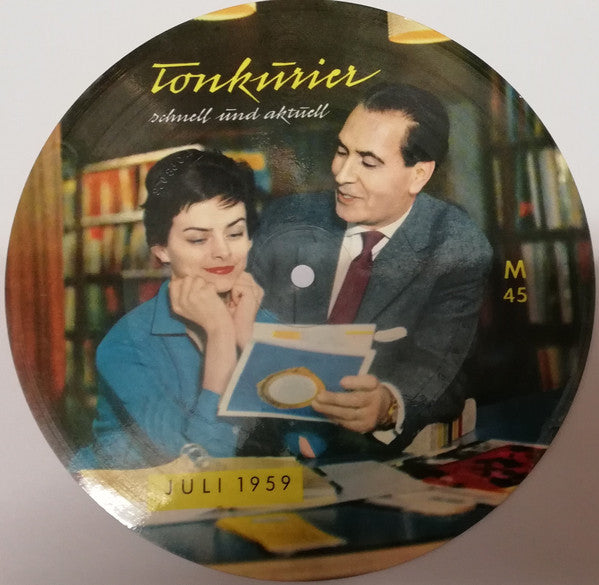 Tonkurier
schnell und aktuell
M
45
JULI 1959